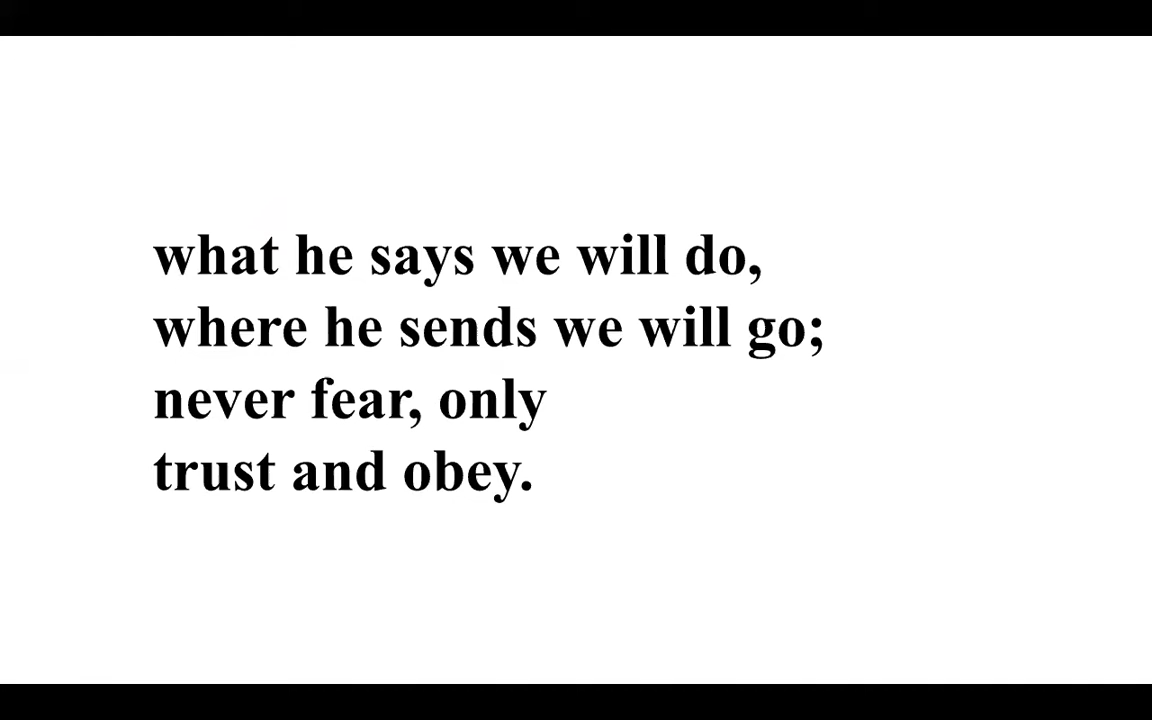 what he says we will do,
where he sends we will go;
never fear, only
trust and obey.